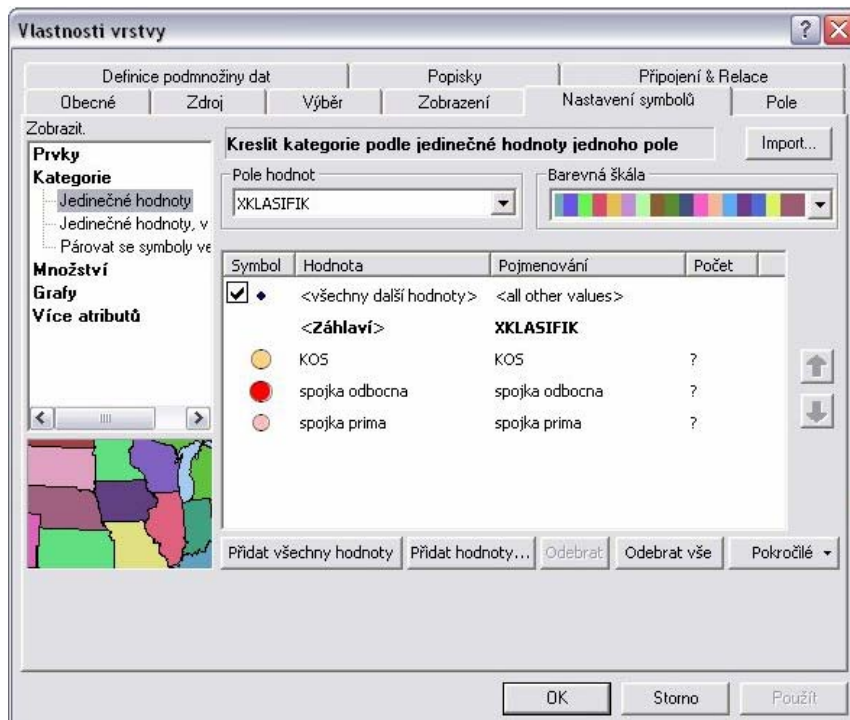 Vlastnosti vrstvy
Definice podmnožiny dat
Popisky
Připojení & Relace
Obecné
Zdroj
Výběr
Zobrazení
Nastavení symbolů
Pole
Zobrazit.
Prvky
Kategorie
Jedinečné hodnoty
Jedinečné hodnoty, v
Párovat se symboly ve
Množství
Grafy
Více atributů
Kreslit kategorie podle jedinečné hodnoty jednoho pole
Import...
Pole hodnot
XKLASIFIK
Barevná škála
Symbol Hodnota Pojmenování Počet
<všechny další hodnoty> <all other values>
<Záhlaví> XKLASIFIK
KOS KOS ?
spojka odbocna spojka odbocna ?
spojka prima spojka prima ?
Přidat všechny hodnoty
Přidat hodnoty...
Odebrat
Odebrat vše
Pokročilé
OK
Storno
Použít